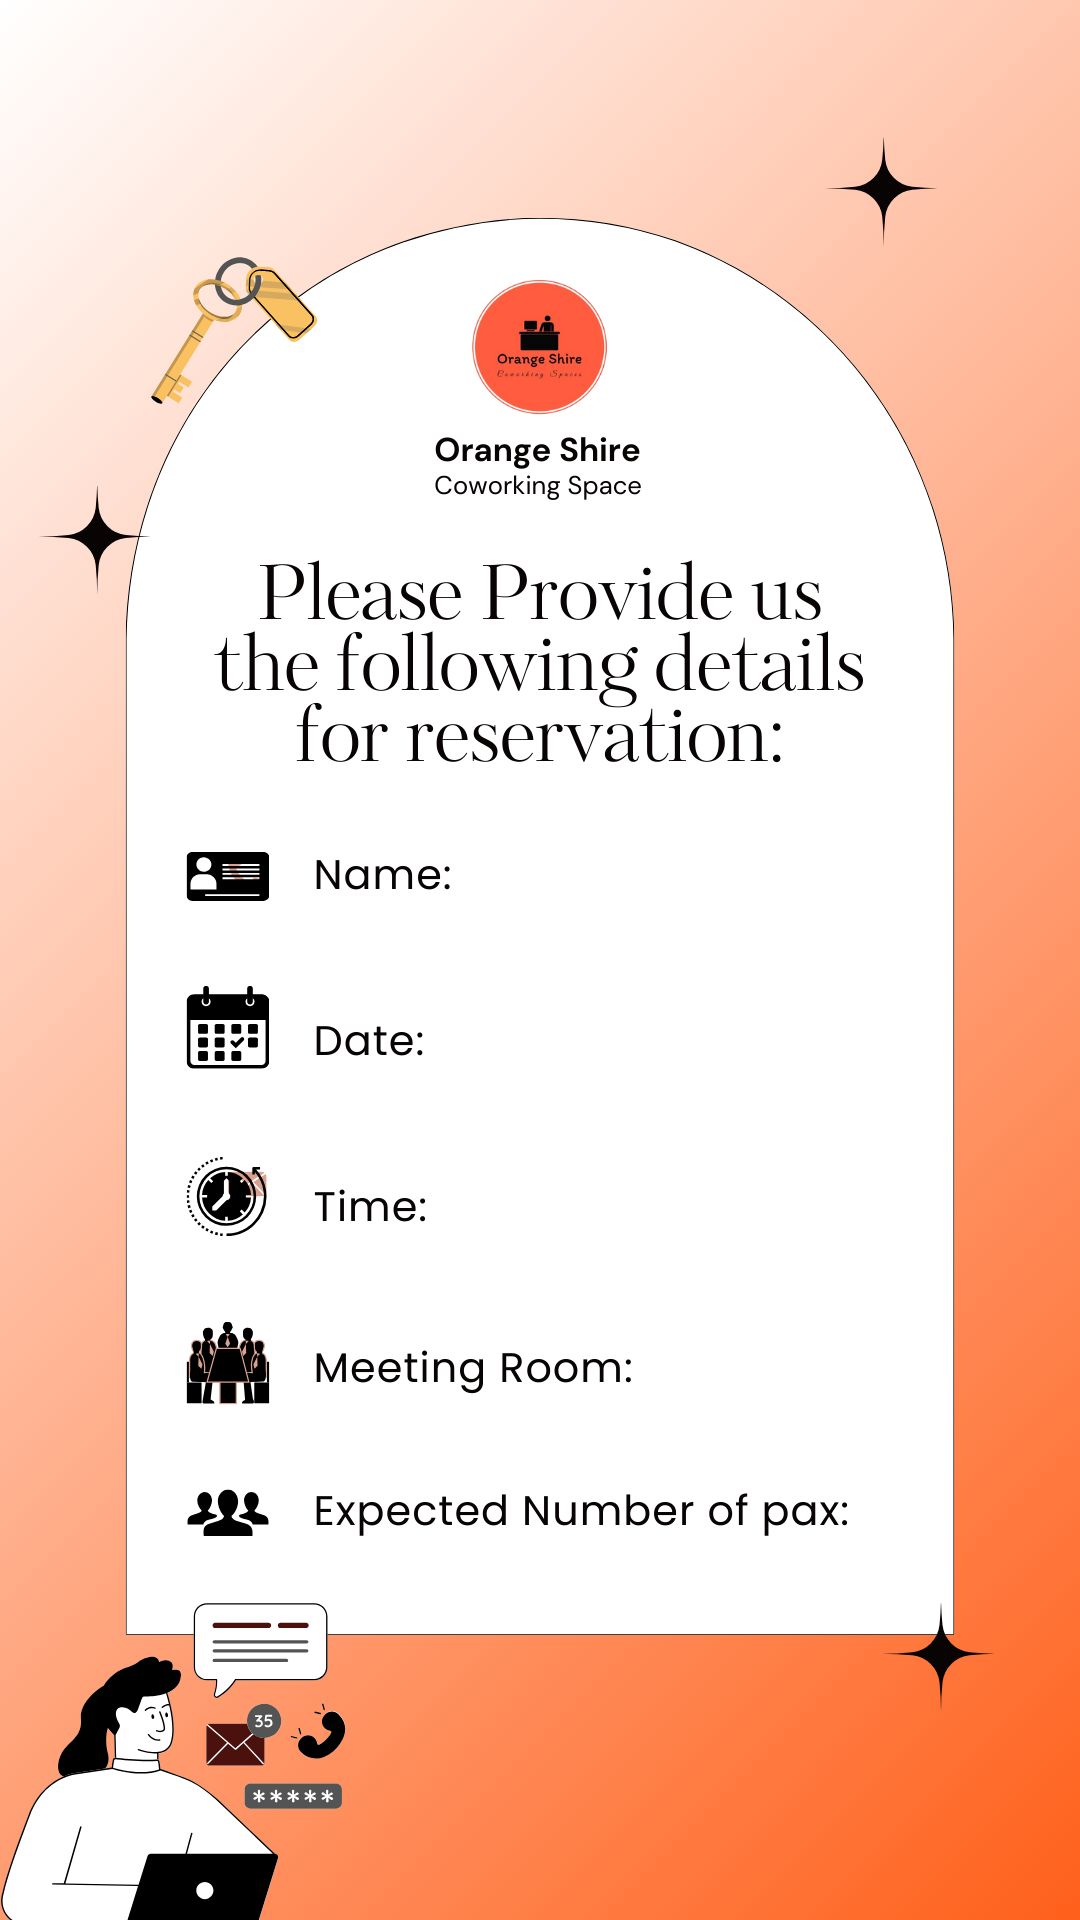 Orange Shire
Coworking Spaces
Orange Shire
Coworking Space
Please Provide us
the following details
for reservation:
Name:
Date:
Time:
Meeting Room:
Expected Number of pax:
35
*****